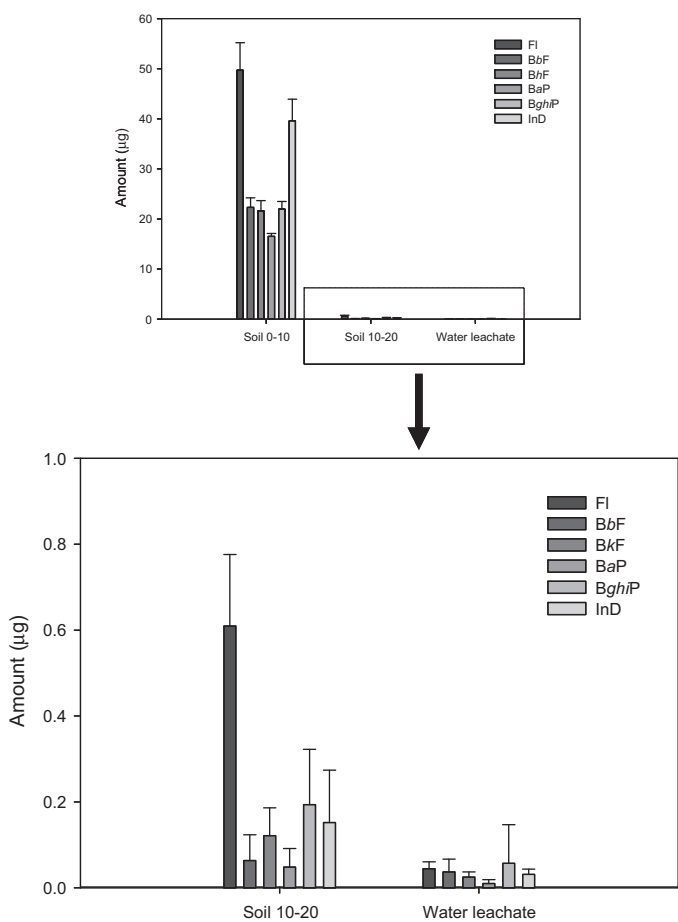 60
50
40
30
20
10
0
Amount (μg)
Fl
BbF
BhF
BaP
BghiP
InD
Soil 0-10 Soil 10-20 Water leachate
1.0
0.8
0.6
0.4
0.2
0.0
Amount (μg)
Fl
BbF
BkF
BaP
BghiP
InD
Soil 10-20 Water leachate